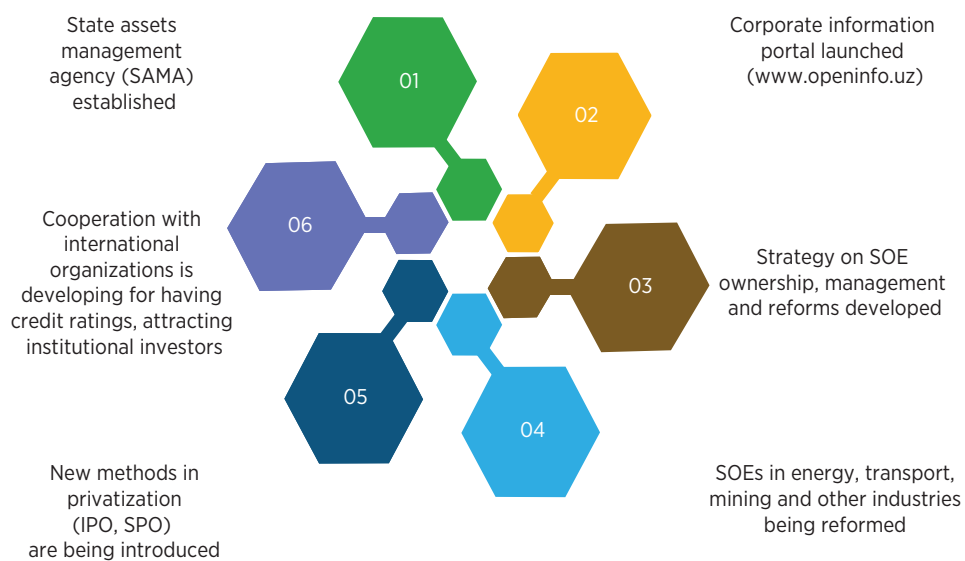 State assets
management
agency (SAMA)
established
01
02
Corporate information
portal launched
(www.openinfo.uz)
03
Strategy on SOE
ownership, management
and reforms developed
04
SOEs in energy, transport,
mining and other industries
being reformed
05
New methods in
privatization
(IPO, SPO)
are being introduced
06
Cooperation with
international
organizations is
developing for having
credit ratings, attracting
institutional investors